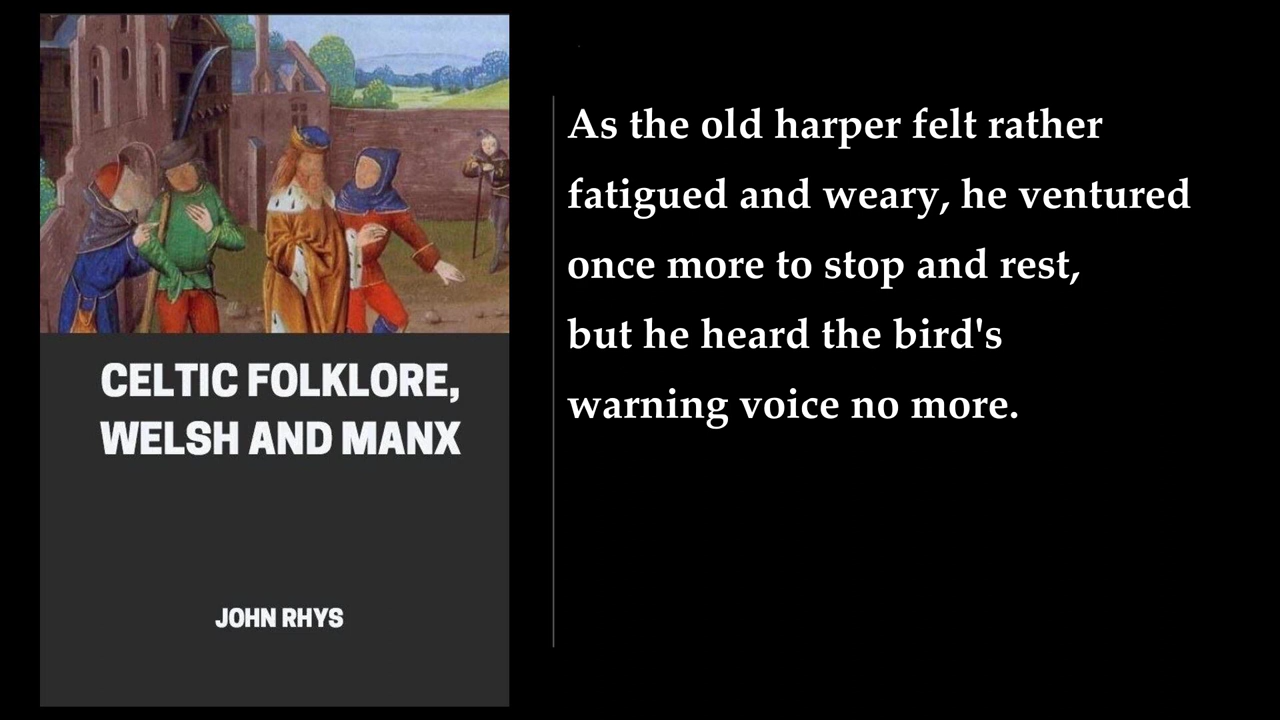 CELTIC FOLKLORE,
WELSH AND MANX
JOHN RHYS
As the old harper felt rather
fatigued and weary, he ventured
once more to stop and rest,
but he heard the bird's
warning voice no more.